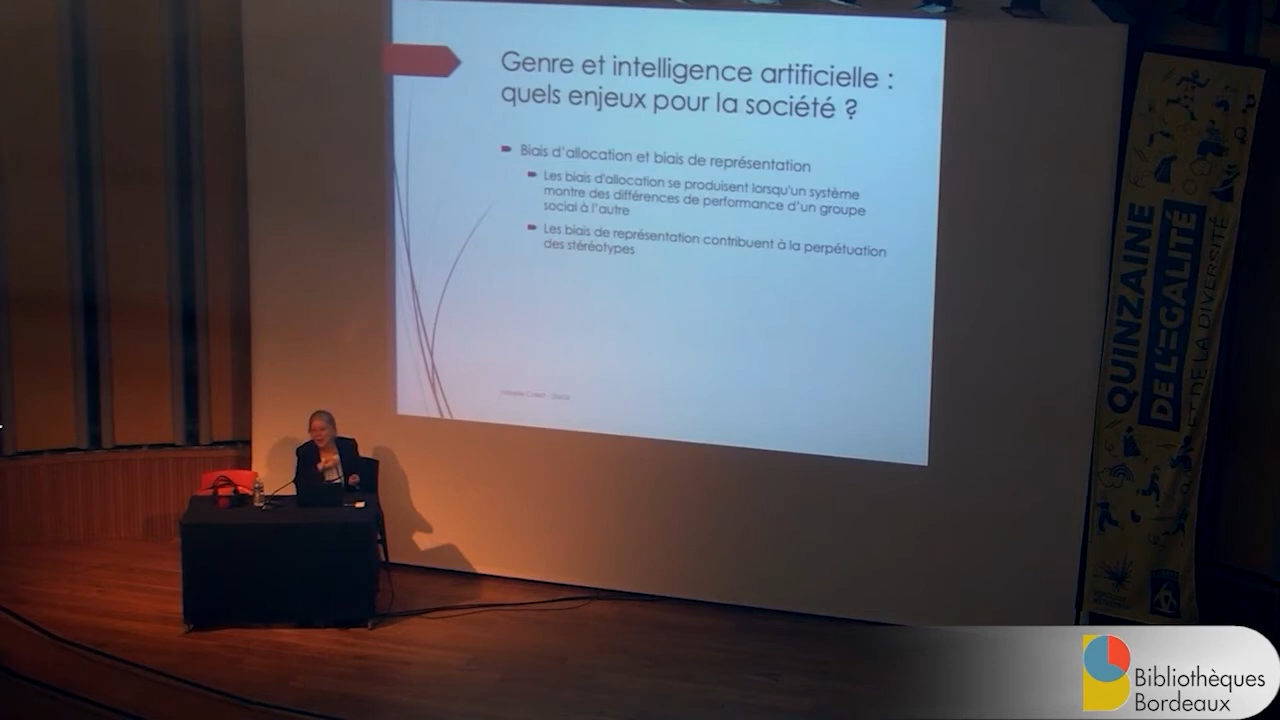 Genre et intelligence artificielle :
quels enjeux pour la société ?
Biais d'allocation et biais de représentation
Les biais d'allocation se produisent lorsqu'un système
montre des différences de performance d'un groupe
social à l'autre
Les biais de représentation contribuent à la perpétuation
des stéréotypes
QUINZAINE
DE L'ÉGALITÉ
ET DE LA DIVERSITÉ
Bibliothèques
Bordeaux